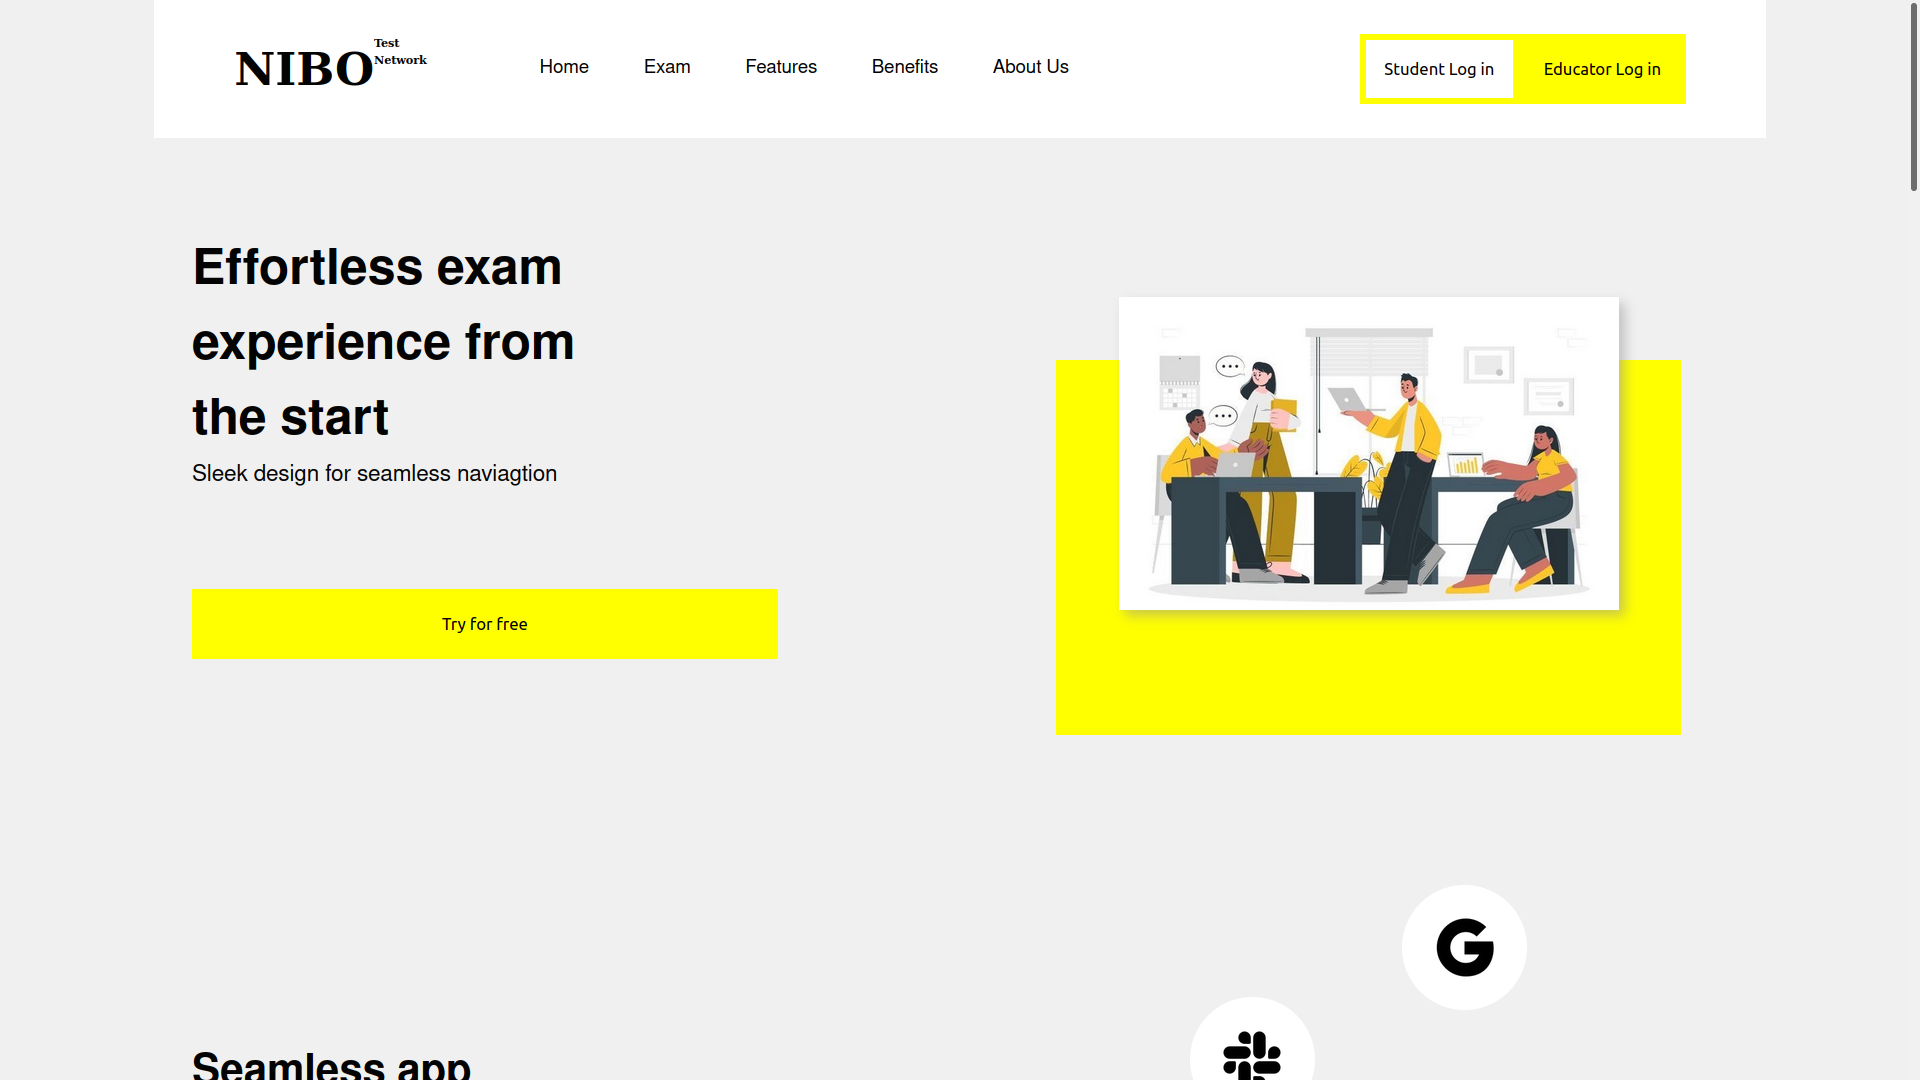 NIBO
Test
Network
Home
Exam
Features
Benefits
About Us
Student Log in
Educator Log in
Effortless exam
experience from
the start
Sleek design for seamless naviagtion
Try for free
Seamless app